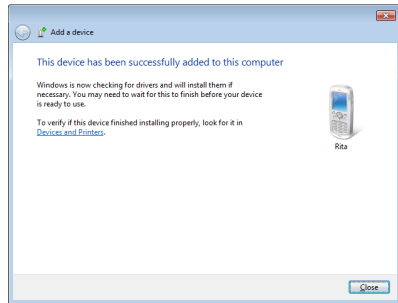 Add a device
This device has been successfully added to this computer
Windows is now checking for drivers and will install them if
necessary. You may need to wait for this to finish before your device
is ready to use.
To verify if this device finished installing properly, look for it in
Devices and Printers.
Rita
Close